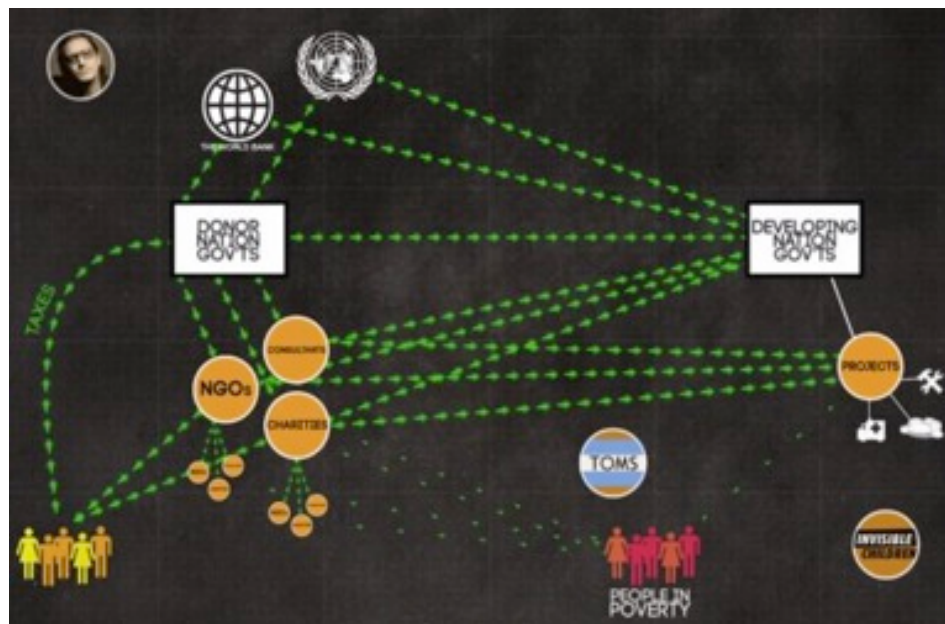 THE WORLD BANK
DONOR
NATION
GOV'TS
DEVELOPING
NATION
GOV'TS
TAXES
CONSULTANTS
NGOs
CHARITIES
PROJECTS
TOMS
INVISIBLE
CHILDREN
PEOPLE IN
POVERTY